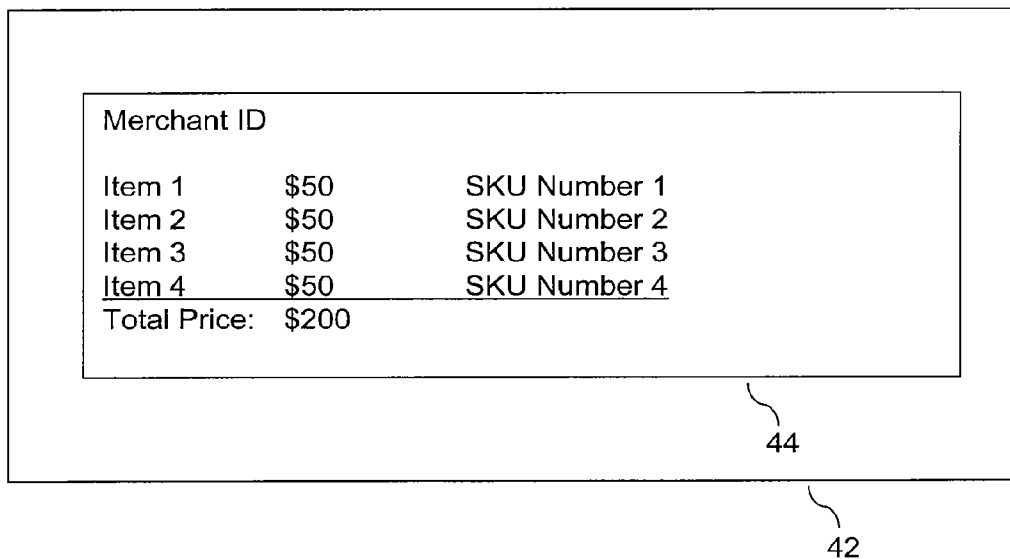 Merchant ID
Item 1 $50 SKU Number 1
Item 2 $50 SKU Number 2
Item 3 $50 SKU Number 3
Item 4 $50 SKU Number 4
Total Price: $200
44
42